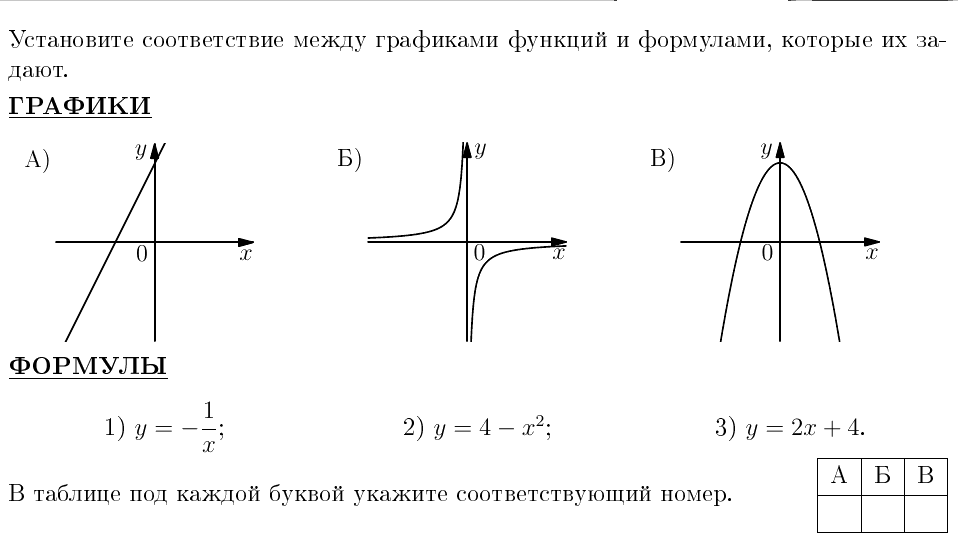 Установите соответствие между графиками функций и формулами, которые их за-
дают.
ГРАФИКИ
А) y 0 x
Б) y 0 x
В) y 0 x
ФОРМУЛЫ
1) y = −1/x; 2) y = 4 − x²; 3) y = 2x + 4.
В таблице под каждой буквой укажите соответствующий номер.
А Б В